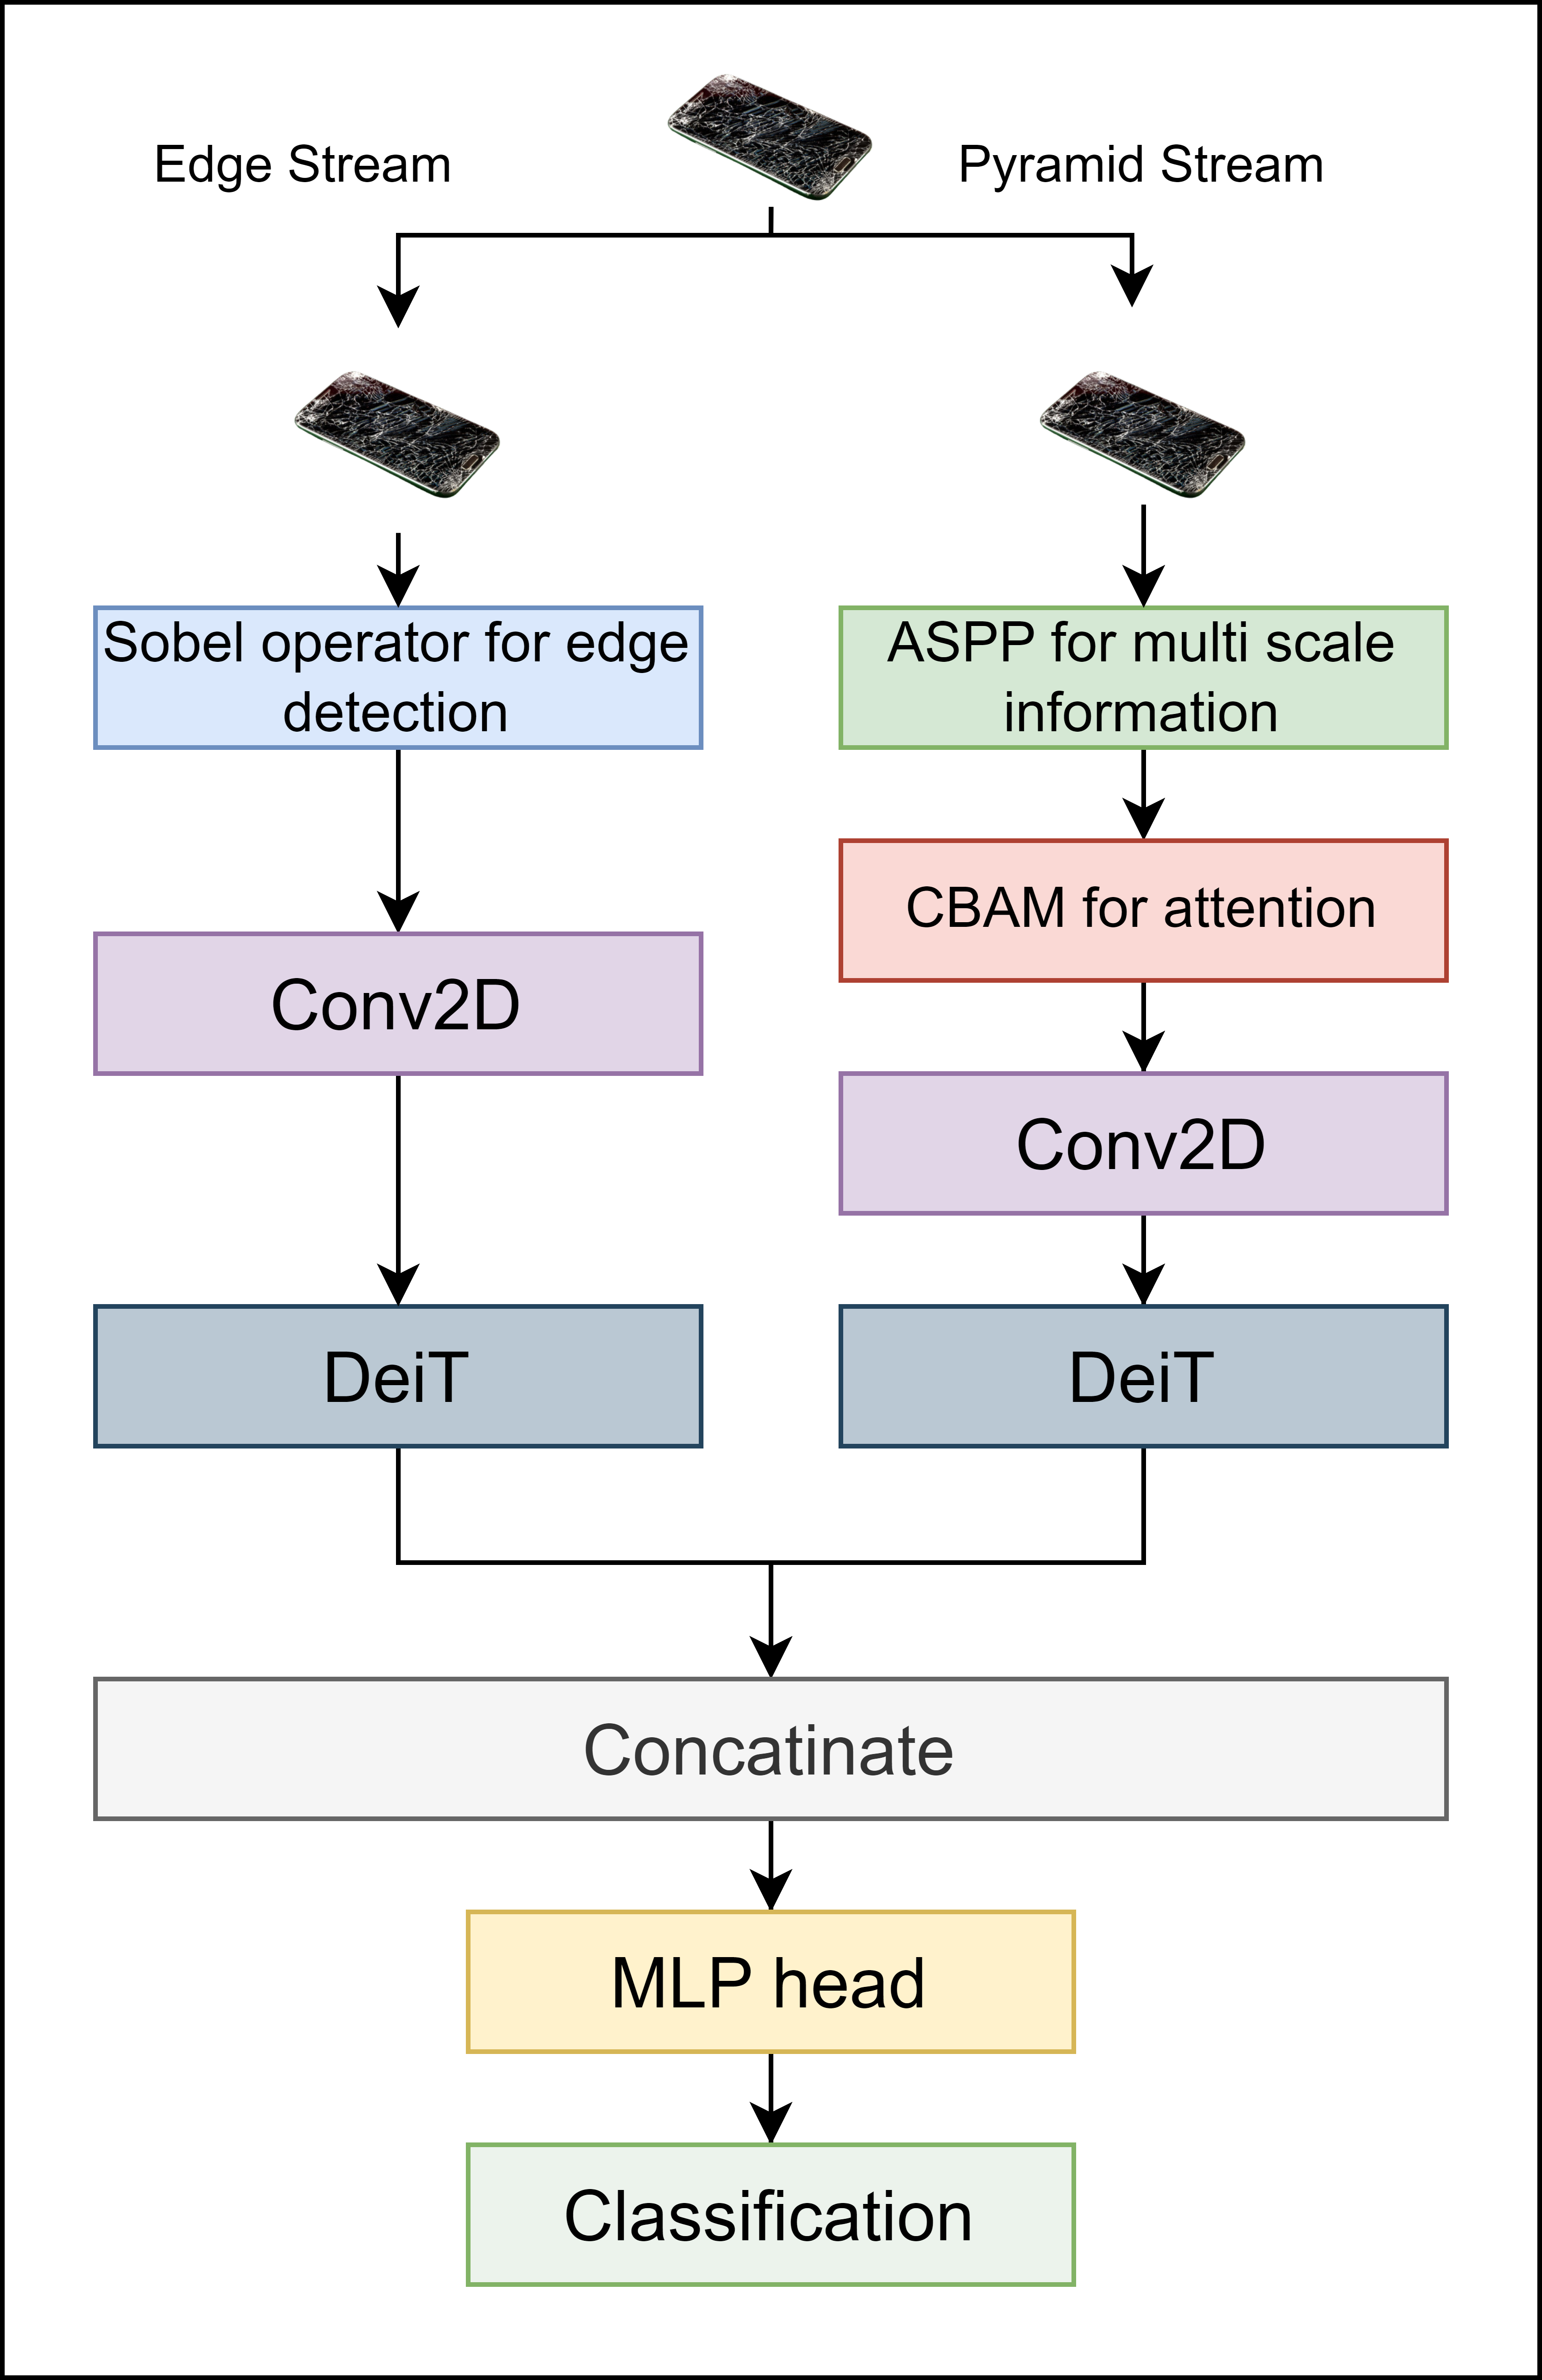 Edge Stream
Pyramid Stream
Sobel operator for edge
detection
ASPP for multi scale
information
CBAM for attention
Conv2D
Conv2D
DeiT
DeiT
Concatinate
MLP head
Classification